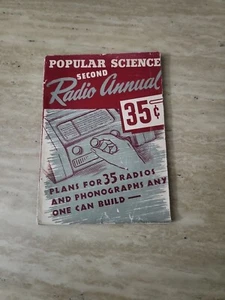 POPULAR SCIENCE
SECOND
Radio Annual
35¢
PLANS FOR 35 RADIOS
AND PHONOGRAPHS ANY
ONE CAN BUILD—